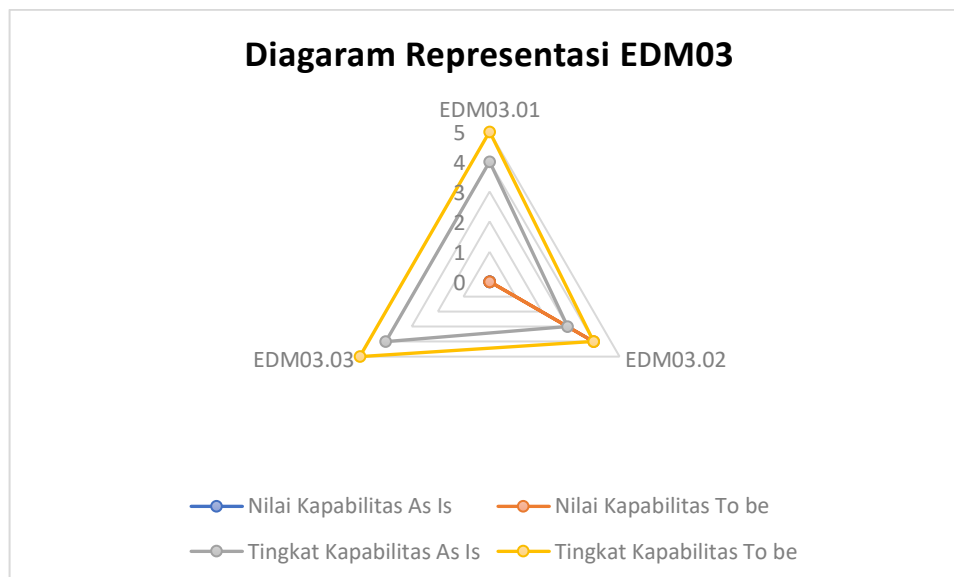 Diagaram Representasi EDM03
EDM03.01
5
4
3
2
1
0
EDM03.03
EDM03.02
Nilai Kapabilitas As Is
Nilai Kapabilitas To be
Tingkat Kapabilitas As Is
Tingkat Kapabilitas To be